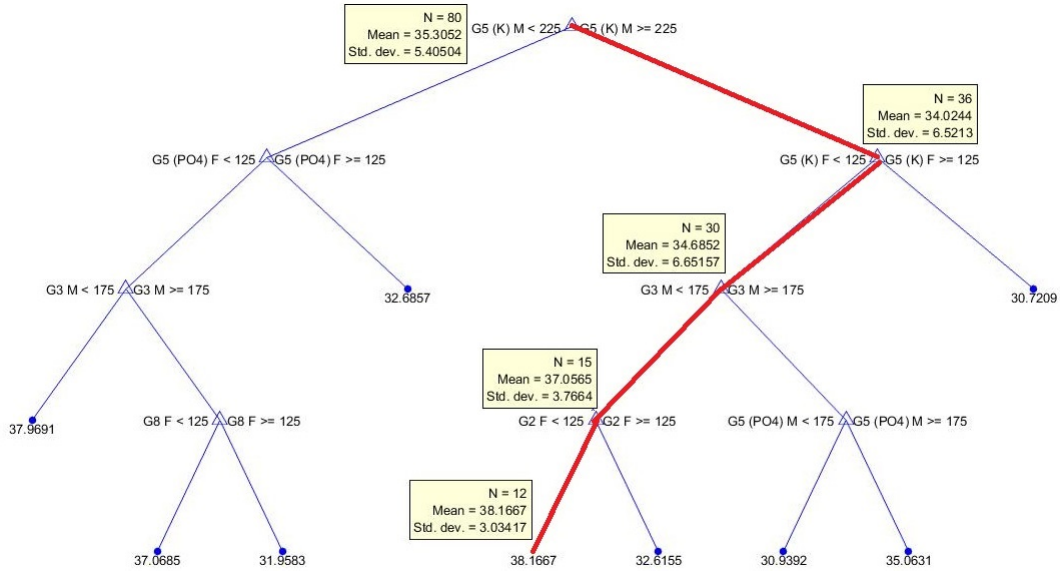 N = 80
Mean = 35.3052
Std. dev. = 5.40504
G5 (K) M < 225 G5 (K) M >= 225
N = 36
Mean = 34.0244
Std. dev. = 6.5213
G5 (PO4) F < 125 G5 (PO4) F >= 125
G5 (K) F < 125 G5 (K) F >= 125
N = 30
Mean = 34.6852
Std. dev. = 6.65157
G3 M < 175 G3 M >= 175
32.6857
G3 M < 175 G3 M >= 175
30.7209
N = 15
Mean = 37.0565
Std. dev. = 3.7664
37.9691
G8 F < 125 G8 F >= 125
G2 F < 125 G2 F >= 125
G5 (PO4) M < 175 G5 (PO4) M >= 175
N = 12
Mean = 38.1667
Std. dev. = 3.03417
37.0685
31.9583
38.1667
32.6155
30.9392
35.0631